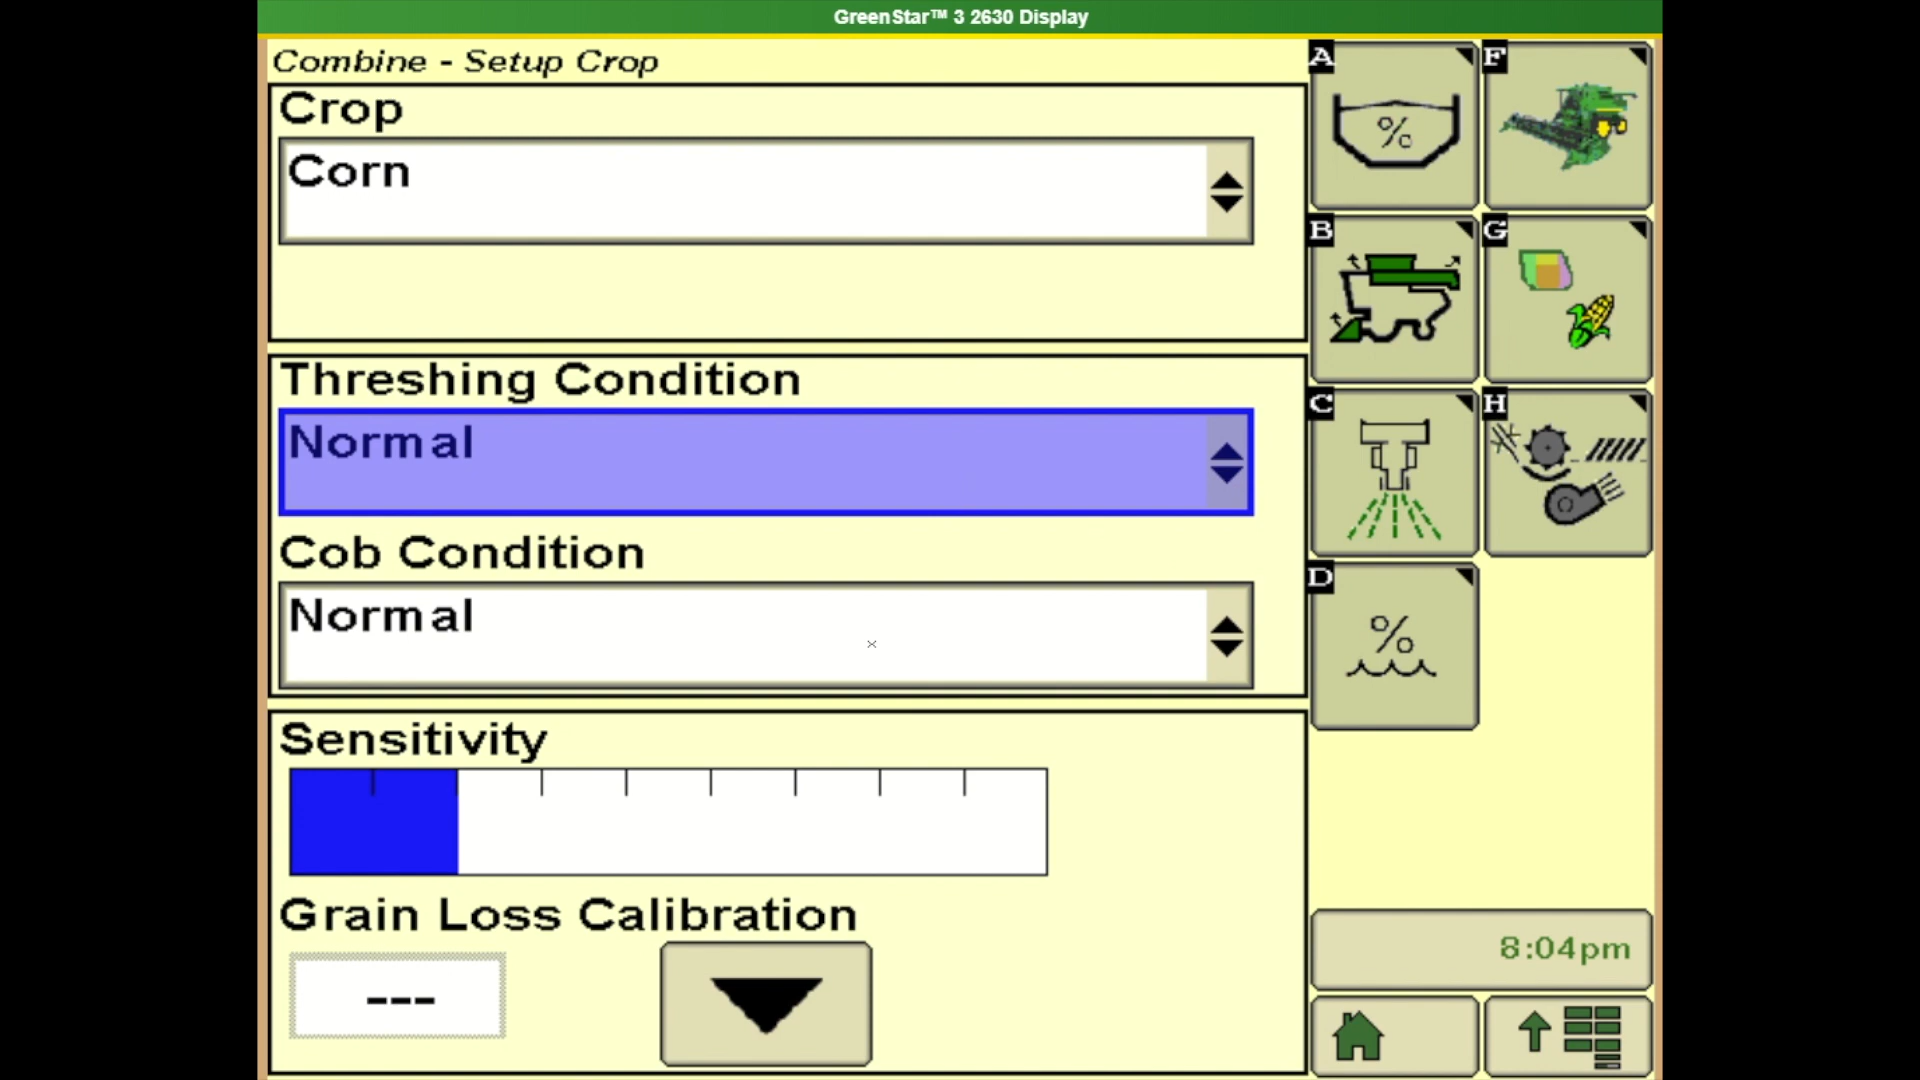 GreenStar™ 3 2630 Display
Combine - Setup Crop
Crop
Corn
Threshing Condition
Normal
Cob Condition
Normal
Sensitivity
Grain Loss Calibration
---
A
%
F
B
G
C
H
D
%
8:04pm